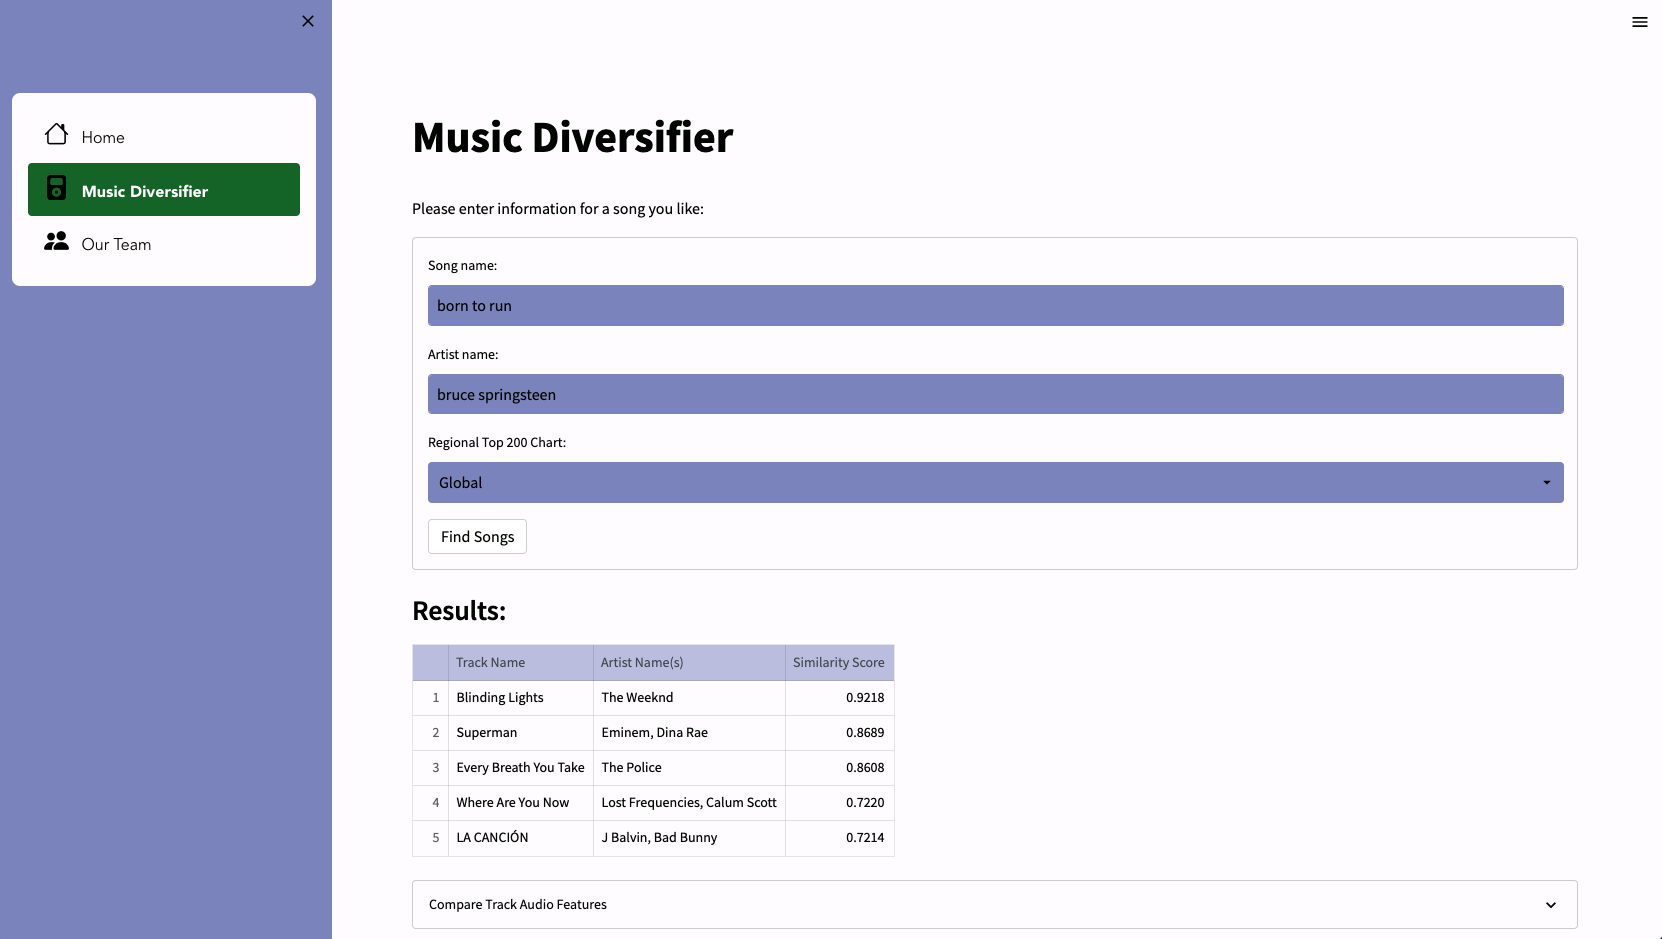 Home
Music Diversifier
Our Team
Music Diversifier
Please enter information for a song you like:
Song name:
born to run
Artist name:
bruce springsteen
Regional Top 200 Chart:
Global
Find Songs
Results:
Track Name Artist Name(s) Similarity Score
1 Blinding Lights The Weeknd 0.9218
2 Superman Eminem, Dina Rae 0.8689
3 Every Breath You Take The Police 0.8608
4 Where Are You Now Lost Frequencies, Calum Scott 0.7220
5 LA CANCIÓN J Balvin, Bad Bunny 0.7214
Compare Track Audio Features